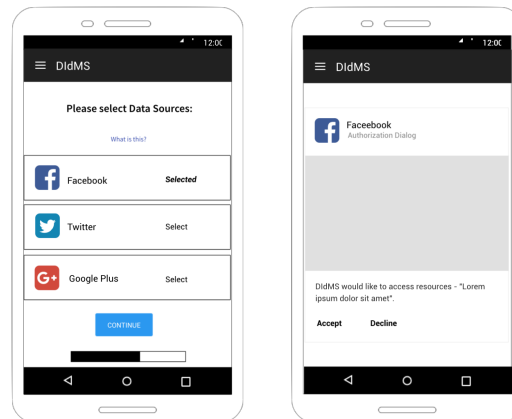 12:00
DIdMS
Please select Data Sources:
What is this?
Facebook Selected
Twitter Select
G+ Google Plus Select
CONTINUE
12:00
DIdMS
Faceebook
Authorization Dialog
DIdMS would like to access resources - "Lorem
ipsum dolor sit amet".
Accept Decline